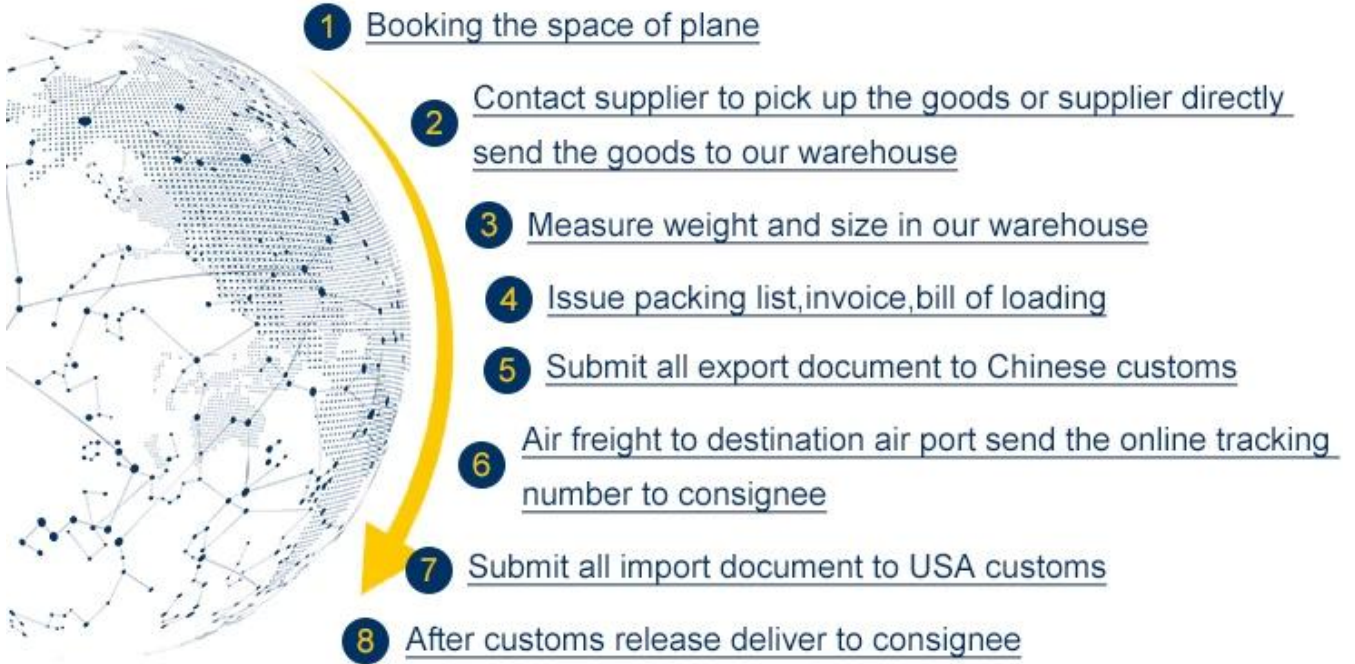 1 Booking the space of plane
2 Contact supplier to pick up the goods or supplier directly
send the goods to our warehouse
3 Measure weight and size in our warehouse
4 Issue packing list,invoice,bill of loading
5 Submit all export document to Chinese customs
6 Air freight to destination air port send the online tracking
number to consignee
7 Submit all import document to USA customs
8 After customs release deliver to consignee